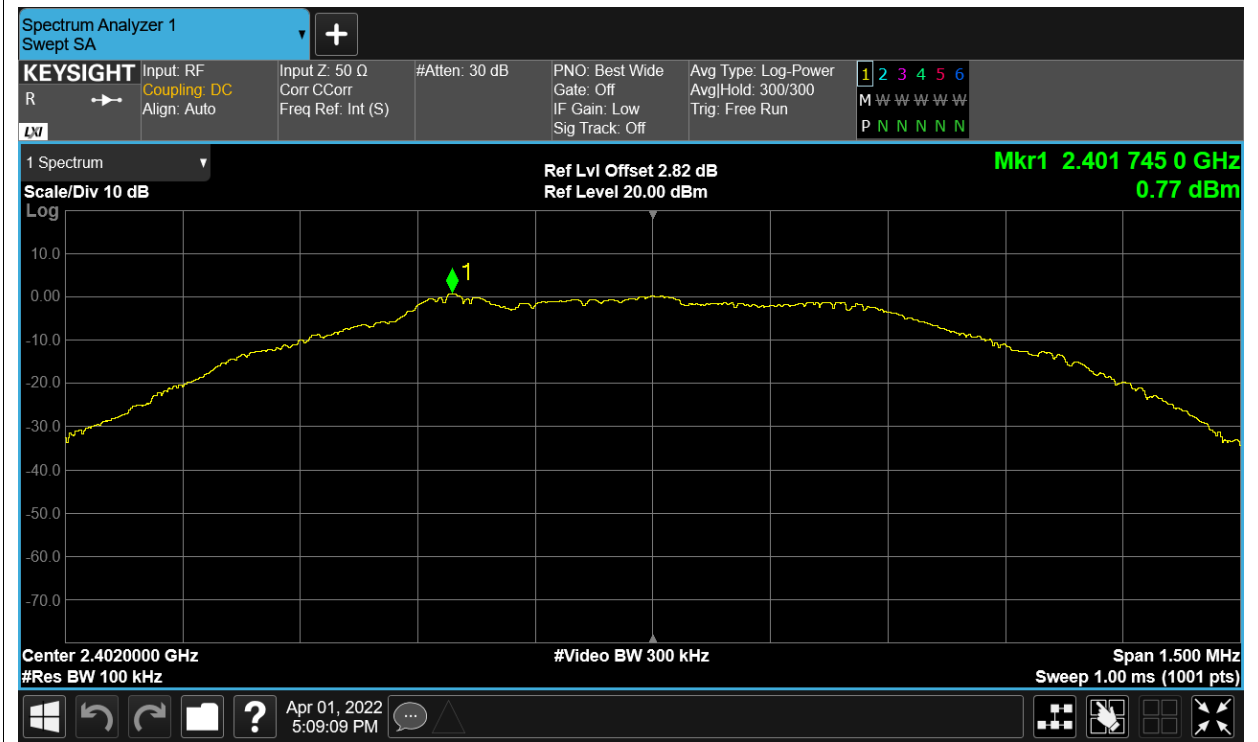 Spectrum Analyzer 1
Swept SA
+
KEYSIGHT
R
LXI
Input: RF
Coupling: DC
Align: Auto
Input Z: 50 Ω
Corr CCorr
Freq Ref: Int (S)
#Atten: 30 dB
PNO: Best Wide
Gate: Off
IF Gain: Low
Sig Track: Off
Avg Type: Log-Power
Avg|Hold: 300/300
Trig: Free Run
1 2 3 4 5 6
M W W W W W
P N N N N N
1 Spectrum
Scale/Div 10 dB
Ref Lvl Offset 2.82 dB
Ref Level 20.00 dBm
Mkr1 2.401 745 0 GHz
0.77 dBm
Log
10.0
0.00
-10.0
-20.0
-30.0
-40.0
-50.0
-60.0
-70.0
1
Center 2.4020000 GHz
#Res BW 100 kHz
#Video BW 300 kHz
Span 1.500 MHz
Sweep 1.00 ms (1001 pts)
?
Apr 01, 2022
5:09:09 PM